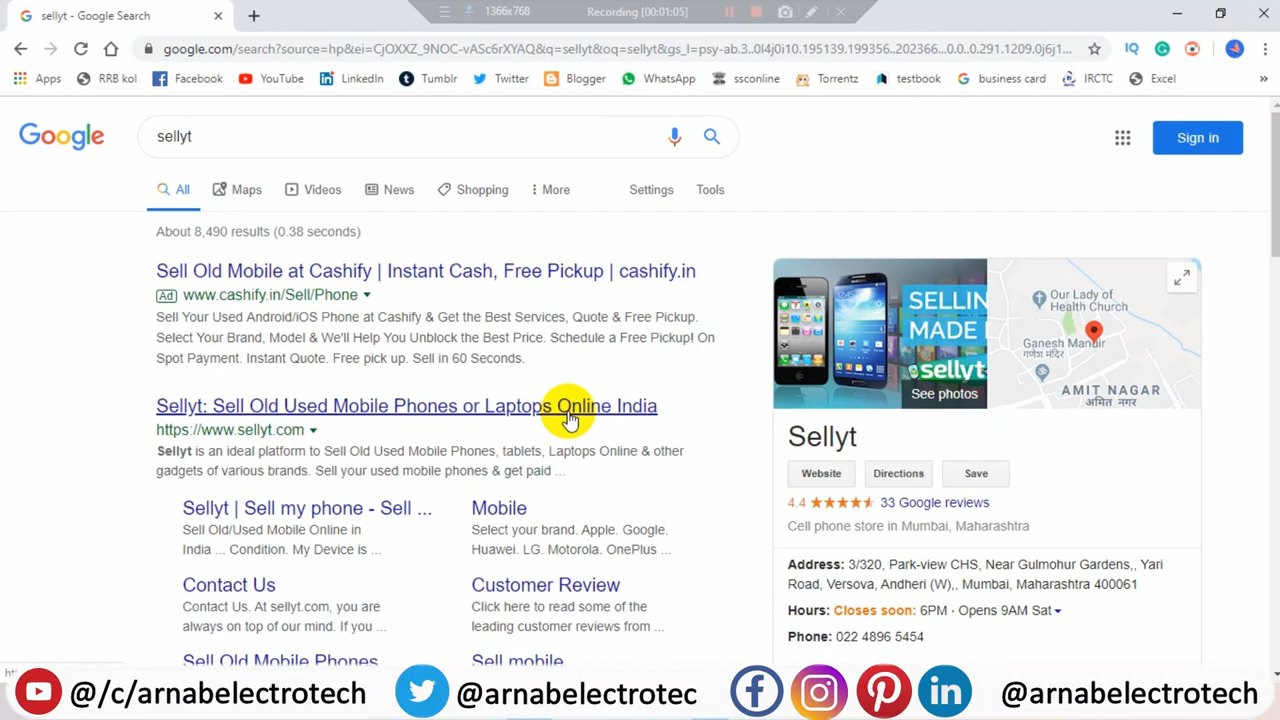 sellyt - Google Search
1366x768
Recording [00:01:05]
google.com/search?source=hp&ei=CjOXXZ_9NOC-vASc6rXYAQ&q=sellyt&oq=sellyt&gs_l=psy-ab.3..0l4j0i10.195139.199356..202366...0.0..0.291.1209.0j6j1...
Apps
RRB kol
Facebook
YouTube
LinkedIn
Tumblr
Twitter
Blogger
WhatsApp
ssconline
Torrentz
testbook
business card
IRCTC
Excel
Google
sellyt
Sign in
All
Maps
Videos
News
Shopping
More
Settings
Tools
About 8,490 results (0.38 seconds)
Sell Old Mobile at Cashify | Instant Cash, Free Pickup | cashify.in
Ad www.cashify.in/Sell/Phone
Sell Your Used Android/iOS Phone at Cashify & Get the Best Services, Quote & Free Pickup.
Select Your Brand, Model & We'll Help You Unblock the Best Price. Schedule a Free Pickup! On
Spot Payment. Instant Quote. Free pick up. Sell in 60 Seconds.
Sellyt: Sell Old Used Mobile Phones or Laptops Online India
https://www.sellyt.com
Sellyt is an ideal platform to Sell Old Used Mobile Phones, tablets, Laptops Online & other
gadgets of various brands. Sell your used mobile phones & get paid ...
Sellyt | Sell my phone - Sell ...
Sell Old/Used Mobile Online in
India ... Condition. My Device is ...
Mobile
Select your brand. Apple. Google.
Huawei. LG. Motorola. OnePlus ...
Contact Us
Contact Us. At sellyt.com, you are
always on top of our mind. If you ...
Customer Review
Click here to read some of the
leading customer reviews from ...
Sell Old Mobile Phones
Sell mobile
SELLIN
MADE
sellyt
See photos
Our Lady of
Health Church
Ganesh Mandir
गणेश मंदिर
AMIT NAGAR
अमित नगर
Sellyt
Website
Directions
Save
4.4 33 Google reviews
Cell phone store in Mumbai, Maharashtra
Address: 3/320, Park-view CHS, Near Gulmohur Gardens,, Yari
Road, Versova, Andheri (W),, Mumbai, Maharashtra 400061
Hours: Closes soon: 6PM · Opens 9AM Sat
Phone: 022 4896 5454
@/c/arnabelectrotech
@arnabelectrotec
@arnabelectrotech